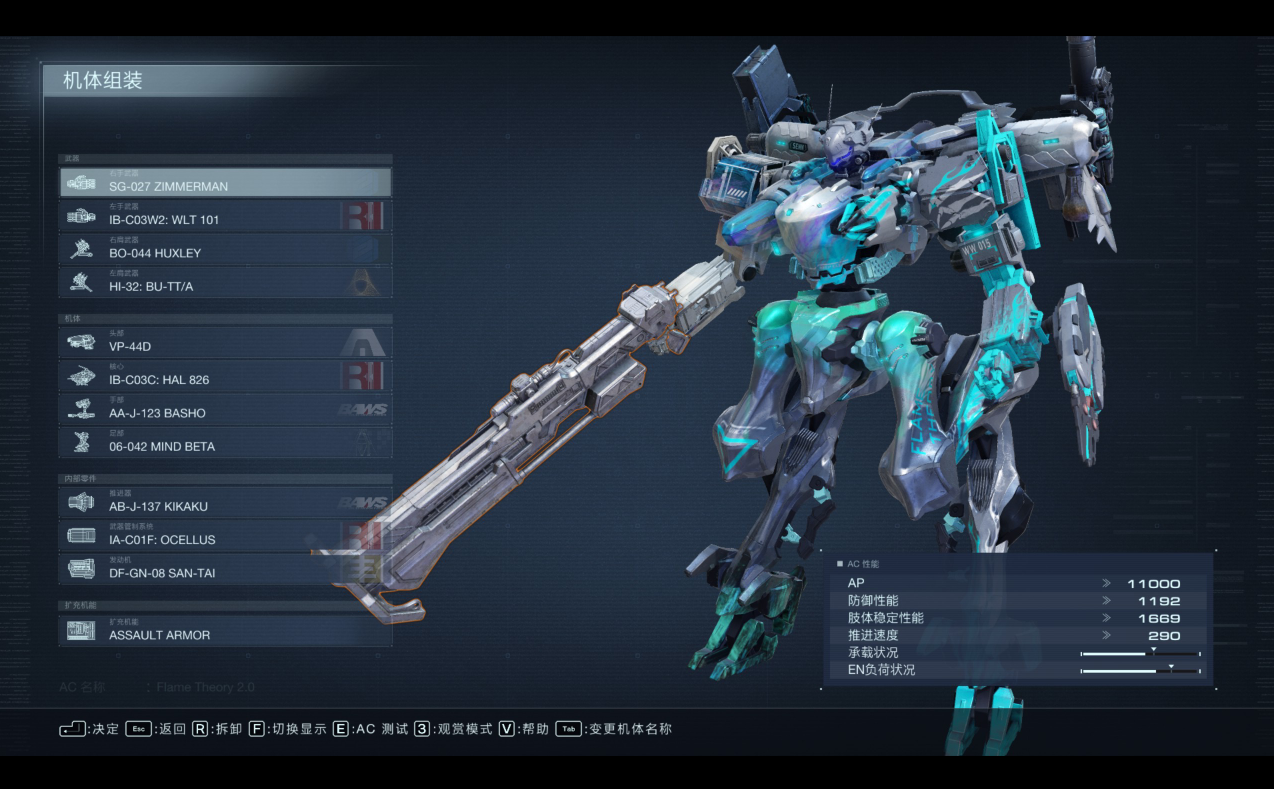 机体组装
武器
右手武器
SG-027 ZIMMERMAN
左手武器
IB-C03W2: WLT 101
右肩武器
BO-044 HUXLEY
左肩武器
HI-32: BU-TT/A
机体
头部
VP-44D
核心
IB-C03C: HAL 826
手部
AA-J-123 BASHO
BAWS
足部
06-042 MIND BETA
内部零件
推进器
AB-J-137 KIKAKU
BAWS
武器管制系统
IA-C01F: OCELLUS
发动机
DF-GN-08 SAN-TAI
扩充机能
扩充机能
ASSAULT ARMOR
AC 名称 : Flame Theory 2.0
WW 015
AC 性能
AP 11000
防御性能 1192
肢体稳定性能 1669
推进速度 290
承载状况
EN负荷状况
:决定 Esc:返回 R:拆卸 F:切换显示 E:AC 测试 3:观赏模式 V:帮助 Tab:变更机体名称